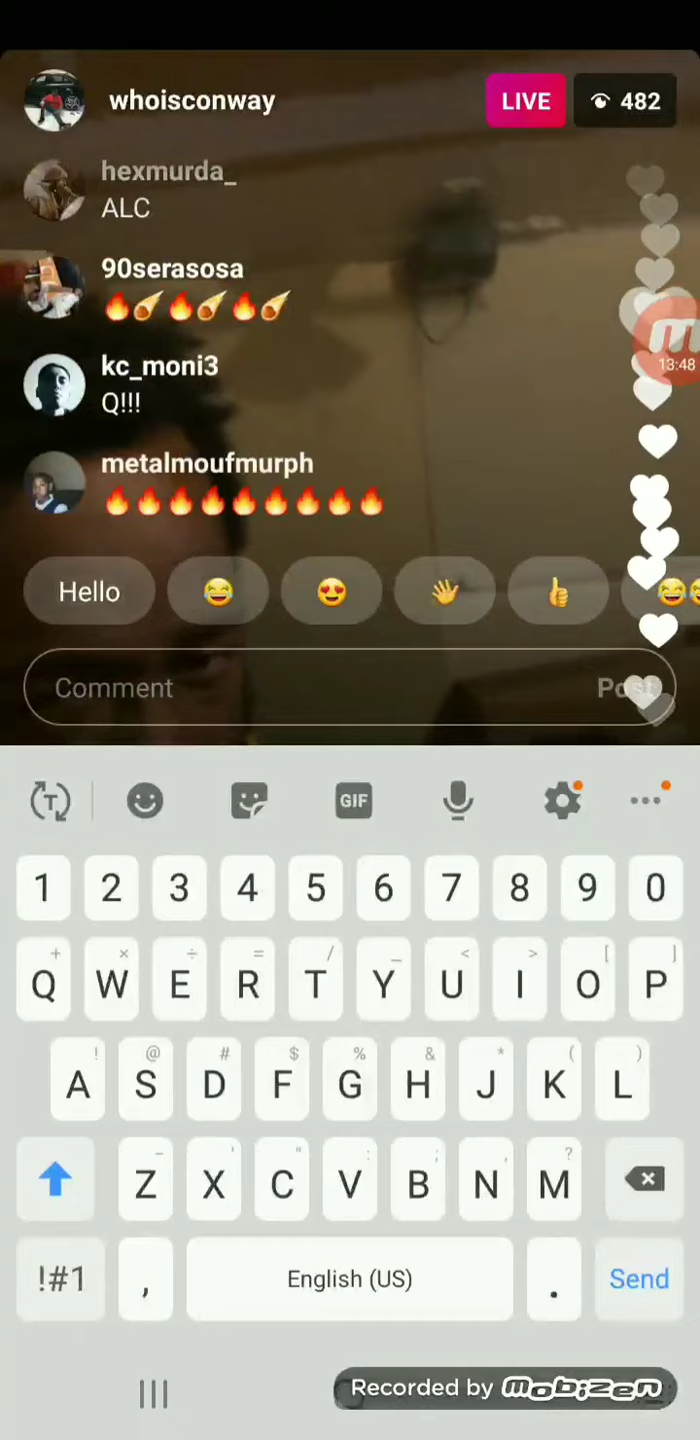 whoisconway
LIVE 482
hexmurda_
ALC
90serasosa
🔥☄️🔥☄️🔥☄️
13:48
kc_moni3
Q!!!
metalmoufmurph
🔥🔥🔥🔥🔥🔥🔥🔥🔥
Hello 😂 😍 👋 👍 😂
Comment Post
T GIF
1 2 3 4 5 6 7 8 9 0
+ × ÷ = / _ < > [ ]
Q W E R T Y U I O P
! @ # $ % & * ( )
A S D F G H J K L
- ' " : ; , ?
Z X C V B N M
!#1 , English (US) . Send
Recorded by mobizen